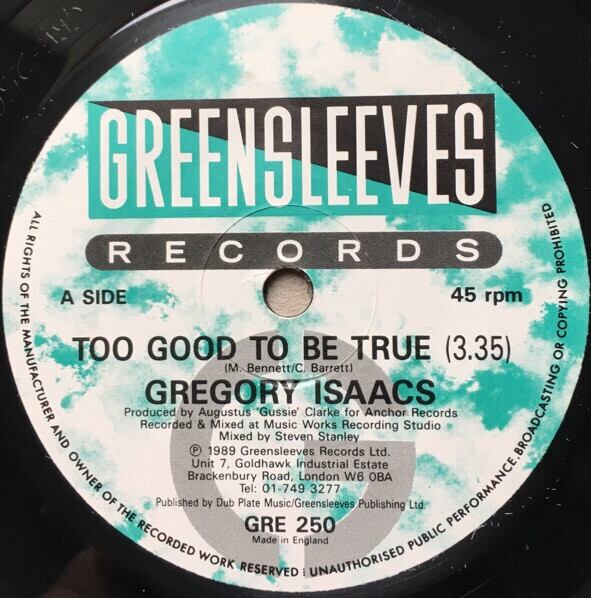 GREENSLEEVES
RECORDS
A SIDE
45 rpm
TOO GOOD TO BE TRUE (3.35)
(M. Bennett/C. Barrett)
GREGORY ISAACS
Produced by Augustus 'Gussie' Clarke for Anchor Records
Recorded & Mixed at Music Works Recording Studio
Mixed by Steven Stanley
℗ 1989 Greensleeves Records Ltd.
Unit 7, Goldhawk Industrial Estate
Brackenbury Road, London W6 0BA
Tel: 01-749 3277
Published by Dub Plate Music/Greensleeves Publishing Ltd.
GRE 250
Made in England
ALL RIGHTS OF THE MANUFACTURER AND OWNER OF THE RECORDED WORK RESERVED : UNAUTHORISED PUBLIC PERFORMANCE, BROADCASTING OR COPYING PROHIBITED